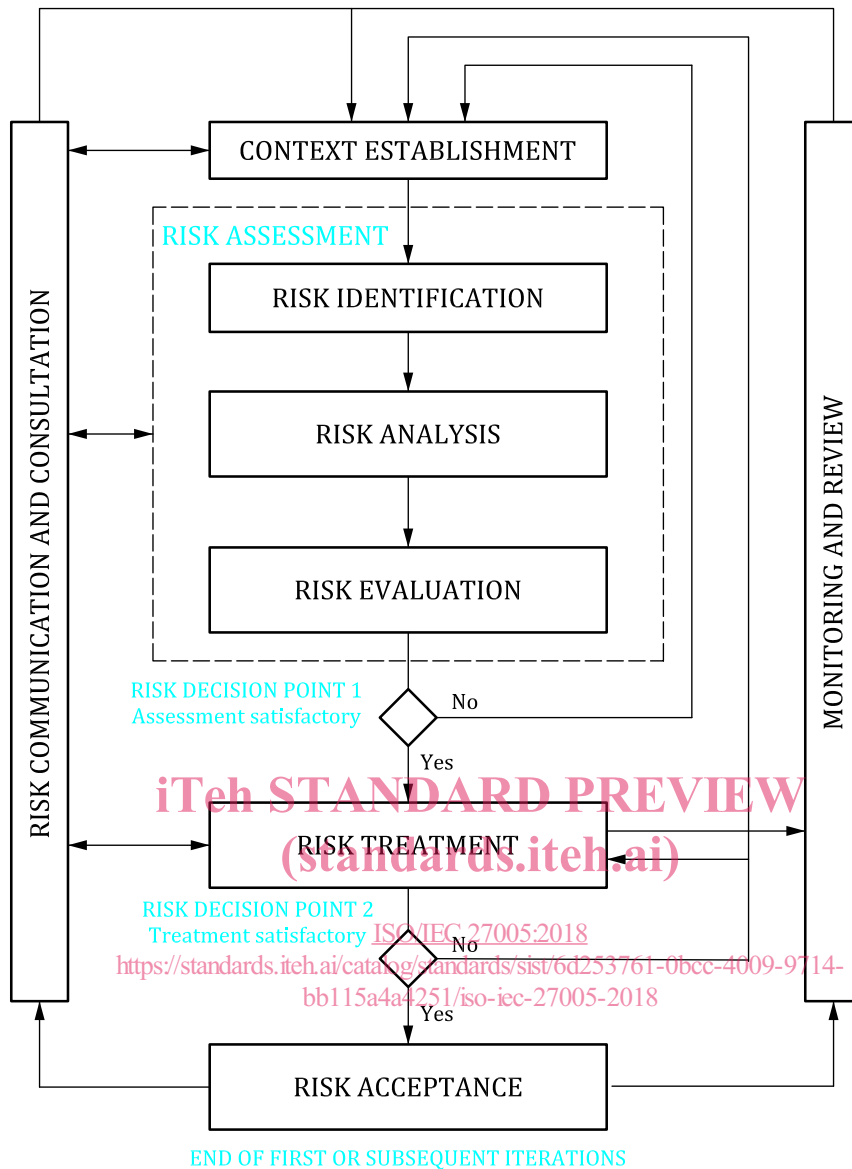 CONTEXT ESTABLISHMENT
RISK ASSESSMENT
RISK IDENTIFICATION
RISK COMMUNICATION AND CONSULTATION
RISK ANALYSIS
MONITORING AND REVIEW
RISK EVALUATION
RISK DECISION POINT 1
Assessment satisfactory
No
Yes
iTeh STANDARD PREVIEW
RISK TREATMENT
(standards.iteh.ai)
RISK DECISION POINT 2
Treatment satisfactory
ISO/IEC 27005:2018
No
https://standards.iteh.ai/catalog/standards/sist/6d253761-0bcc-4009-9714-
bb115a4a4251/iso-iec-27005-2018
Yes
RISK ACCEPTANCE
END OF FIRST OR SUBSEQUENT ITERATIONS